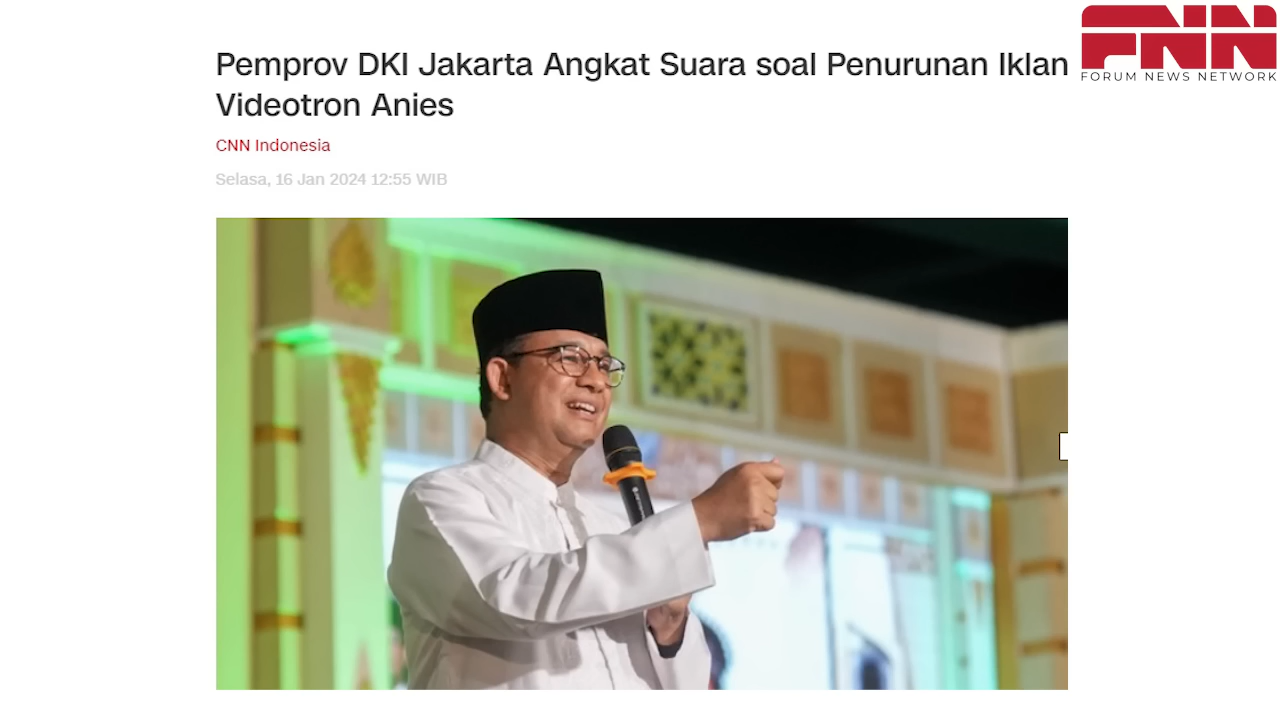 Pemprov DKI Jakarta Angkat Suara soal Penurunan Iklan
Videotron Anies
CNN Indonesia
Selasa, 16 Jan 2024 12:55 WIB
FNN
FORUM NEWS NETWORK